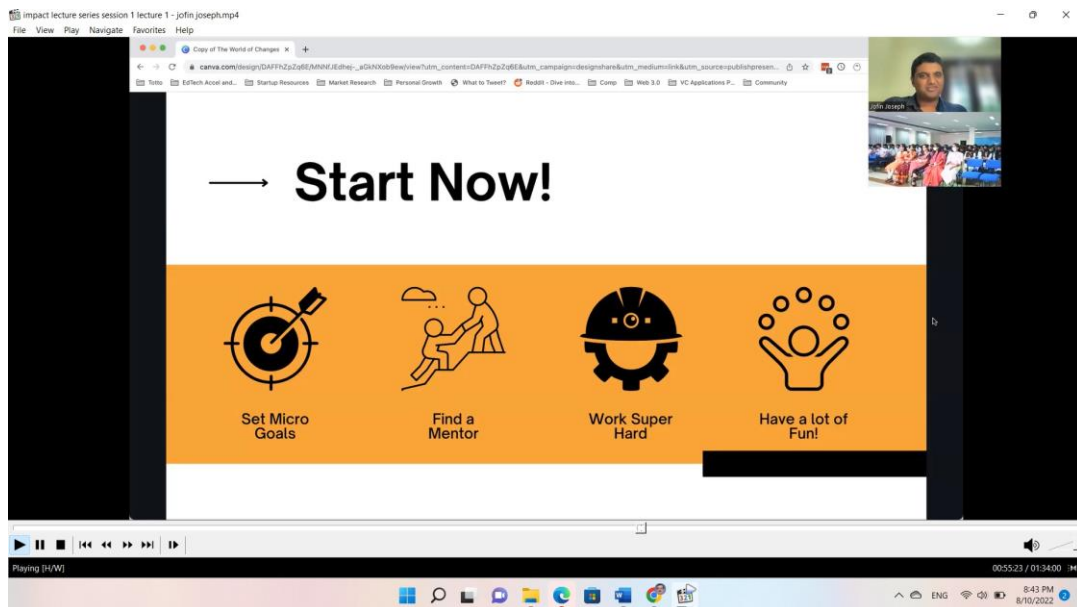 impact lecture series session 1 lecture 1 - jofin joseph.mp4
File View Play Navigate Favorites Help
Copy of The World of Changes
canva.com/design/DAFFhZpZq6E/MNNfJEdhej-_aGkNXob9ew/view?utm_content=DAFFhZpZq6E&utm_campaign=designshare&utm_medium=link&utm_source=publishpresen...
Totto EdTech Accel and... Startup Resources Market Research Personal Growth What to Tweet? Reddit - Dive into... Comp Web 3.0 VC Applications P... Community
Jofin Joseph
Start Now!
Set Micro
Goals
Find a
Mentor
Work Super
Hard
Have a lot of
Fun!
Playing [H/W]
00:55:23 / 01:34:00
ENG
8:43 PM
8/10/2022